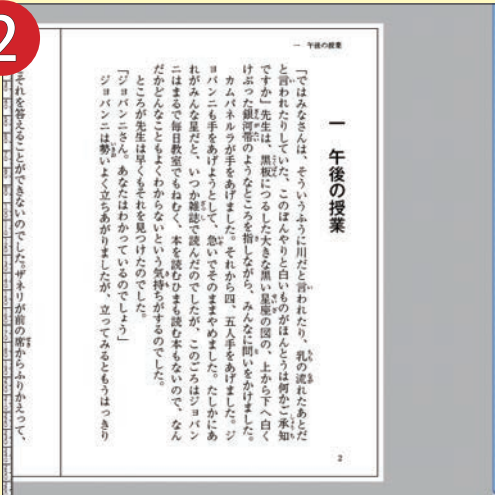 2
一 午後の授業
一 午後の授業
「ではみなさんは、そういうふうに川だと言われたり、乳の流れたあとだ
と言われたりしていた、このぼんやりと白いものがほんとうは何かご承知
ですか」先生は、黒板につるした大きな黒い星座の図の、上から下へ白く
けぶった銀河帯のようなところを指しながら、みんなに問いをかけました。
カムパネルラが手をあげました。それから四、五人手をあげました。ジ
ョバンニも手をあげようとして、急いでそのままやめました。たしかにあ
れがみんな星だと、いつか雑誌で読んだのでしたが、このごろはジョバン
ニはまるで毎日教室でもねむく、本を読むひまも読む本もないので、なん
だかどんなこともよくわからないという気持ちがするのでした。
ところが先生は早くもそれを見つけたのでした。
「ジョバンニさん。あなたはわかっているのでしょう」
ジョバンニは勢いよく立ちあがりましたが、立ってみるともうはっきり
2
それを答えることができないのでした。ザネリが前の席からふりかえって、